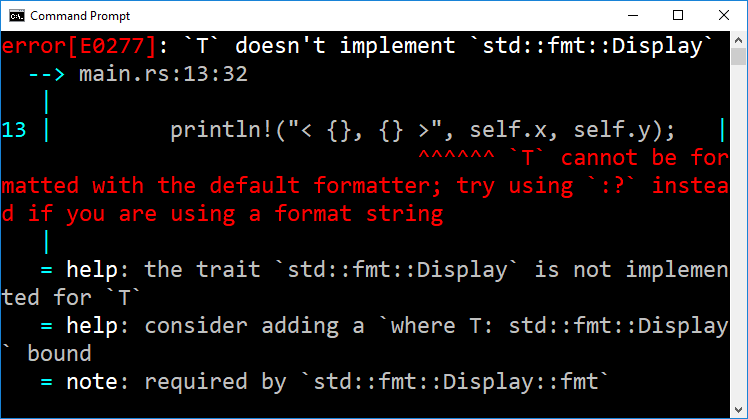 Command Prompt
error[E0277]: `T` doesn't implement `std::fmt::Display`
  --> main.rs:13:32
   |
13 |         println!("< {}, {} >", self.x, self.y);   |
                                ^^^^^^ `T` cannot be for
matted with the default formatter; try using `:?` instea
d if you are using a format string
   |
   = help: the trait `std::fmt::Display` is not implemen
ted for `T`
   = help: consider adding a `where T: std::fmt::Display
` bound
   = note: required by `std::fmt::Display::fmt`